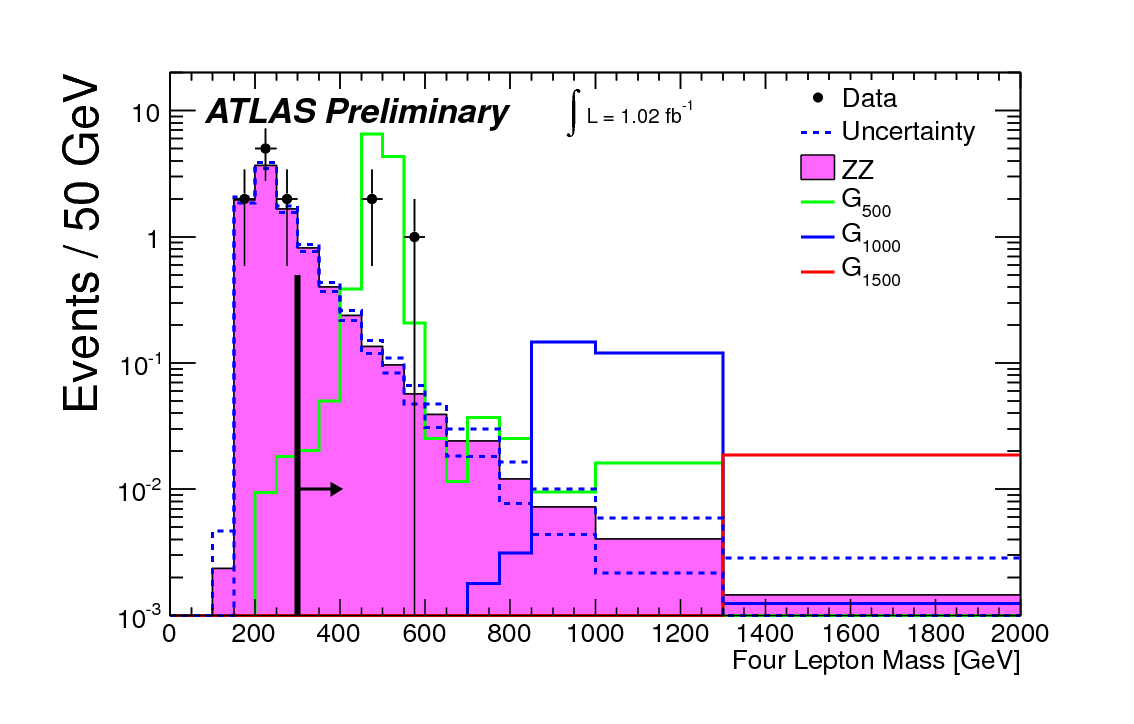 ATLAS Preliminary
∫ L = 1.02 fb⁻¹
Data
Uncertainty
ZZ
G₅₀₀
G₁₀₀₀
G₁₅₀₀
Events / 50 GeV
10
1
10⁻¹
10⁻²
10⁻³
0 200 400 600 800 1000 1200 1400 1600 1800 2000
Four Lepton Mass [GeV]